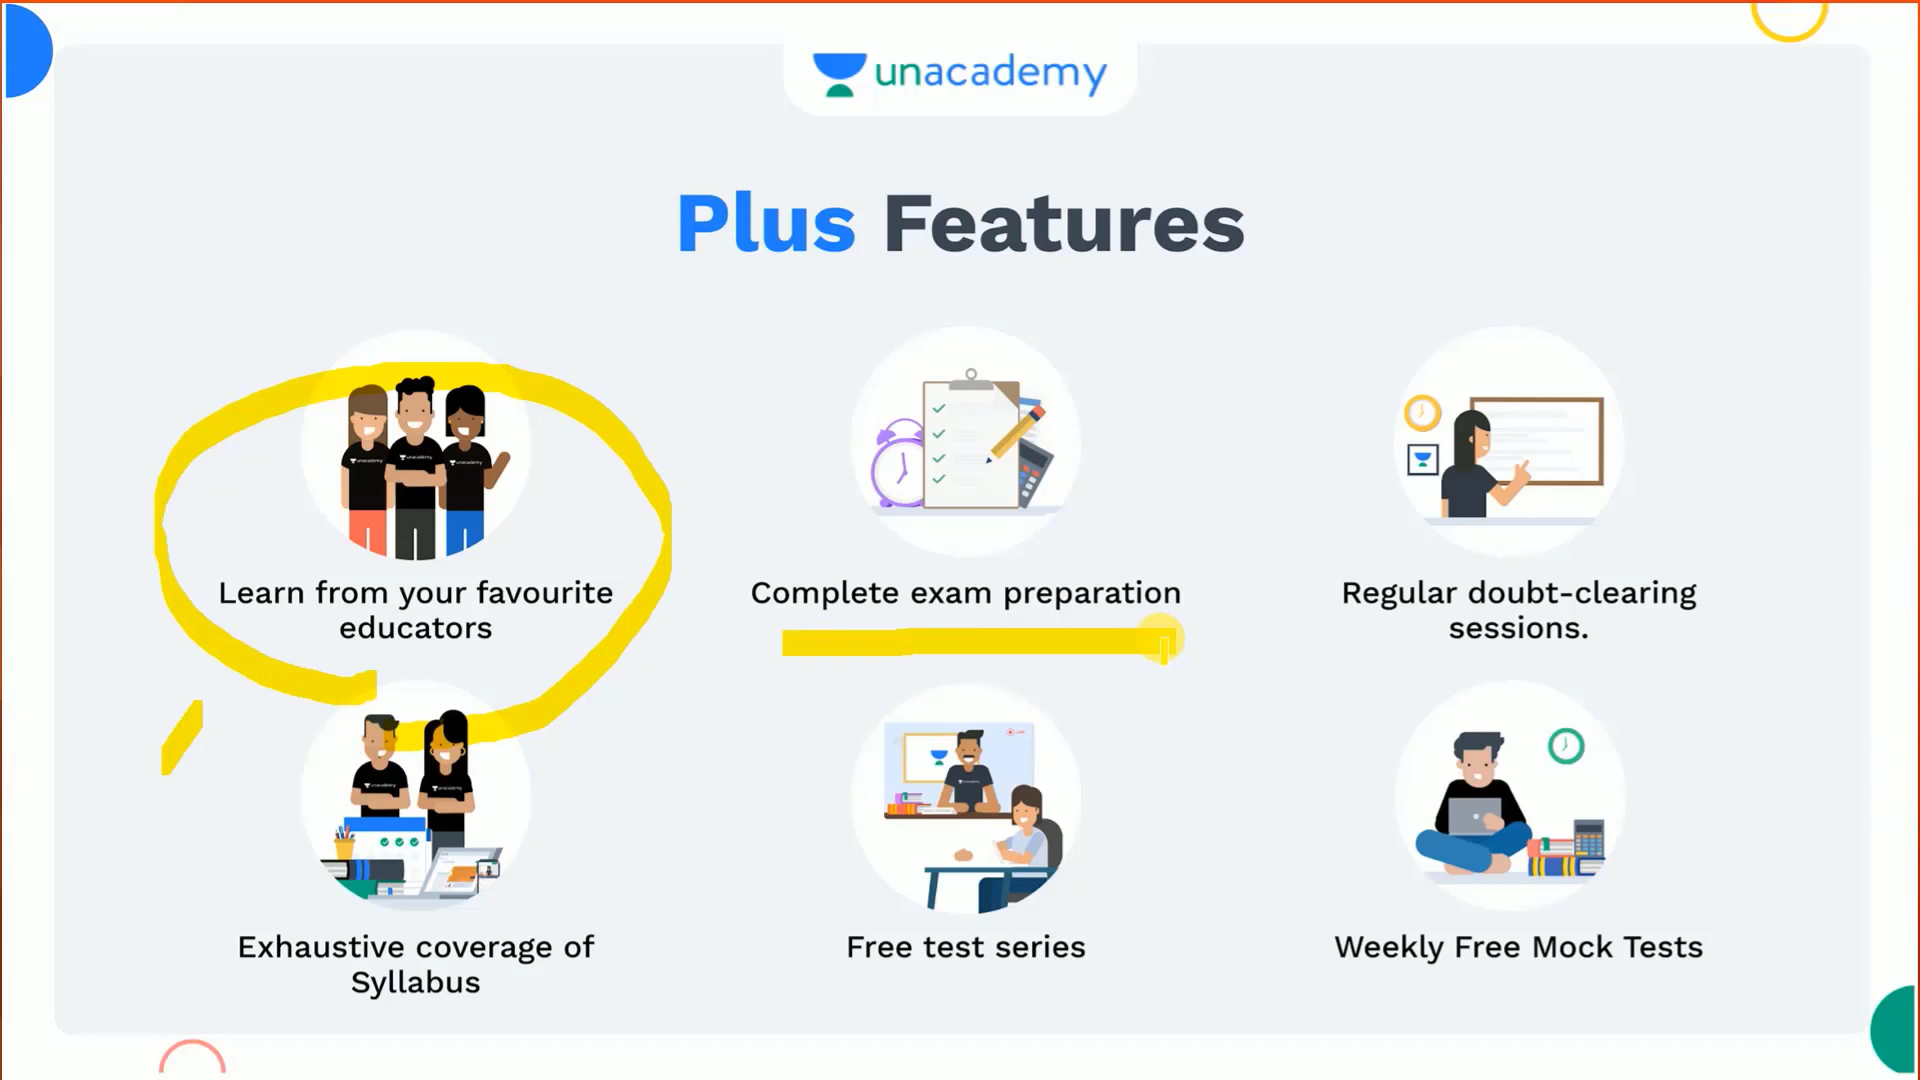 unacademy
Plus Features
Learn from your favourite
educators
Complete exam preparation
Regular doubt-clearing
sessions.
Exhaustive coverage of
Syllabus
Free test series
Weekly Free Mock Tests